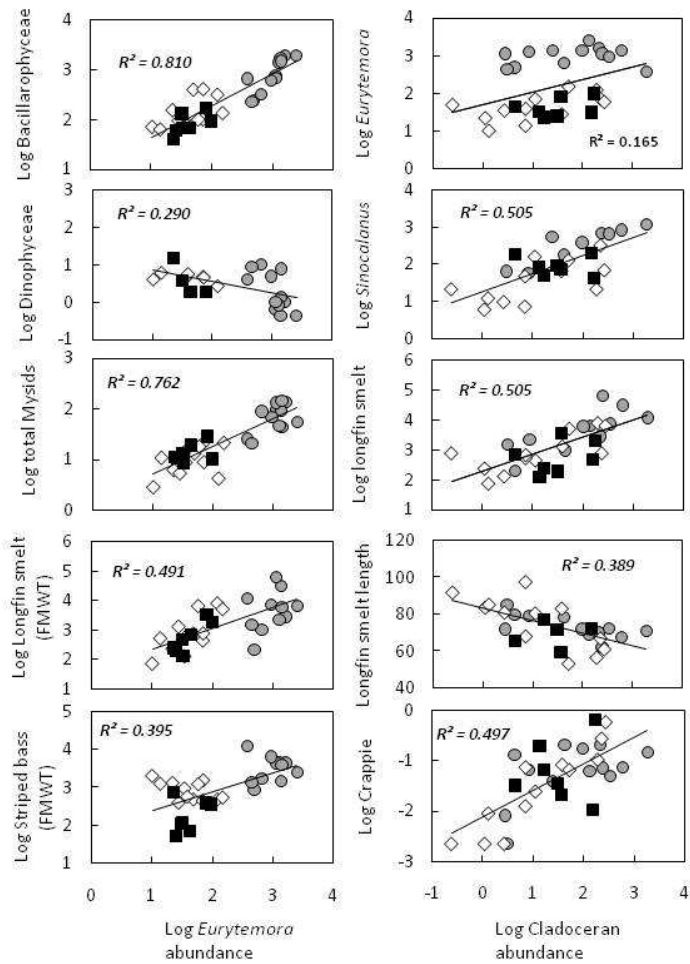 Log Bacillarophyceae
4
3
2
1
R² = 0.810
Log Dinophyceae
3
2
1
0
-1
R² = 0.290
Log total Mysids
3
2
1
0
R² = 0.762
Log Longfin smelt
(FMWT)
6
5
4
3
2
1
R² = 0.491
Log Striped bass
(FMWT)
5
4
3
2
1
R² = 0.395
0 1 2 3 4
Log Eurytemora
abundance
Log Eurytemora
4
3
2
1
0
R² = 0.165
Log Sinocalanus
4
3
2
1
0
R² = 0.505
Log longfin smelt
6
5
4
3
2
1
R² = 0.505
Longfin smelt length
120
100
80
60
40
R² = 0.389
Log Crappie
0
-1
-2
-3
R² = 0.497
-1 0 1 2 3 4
Log Cladoceran
abundance